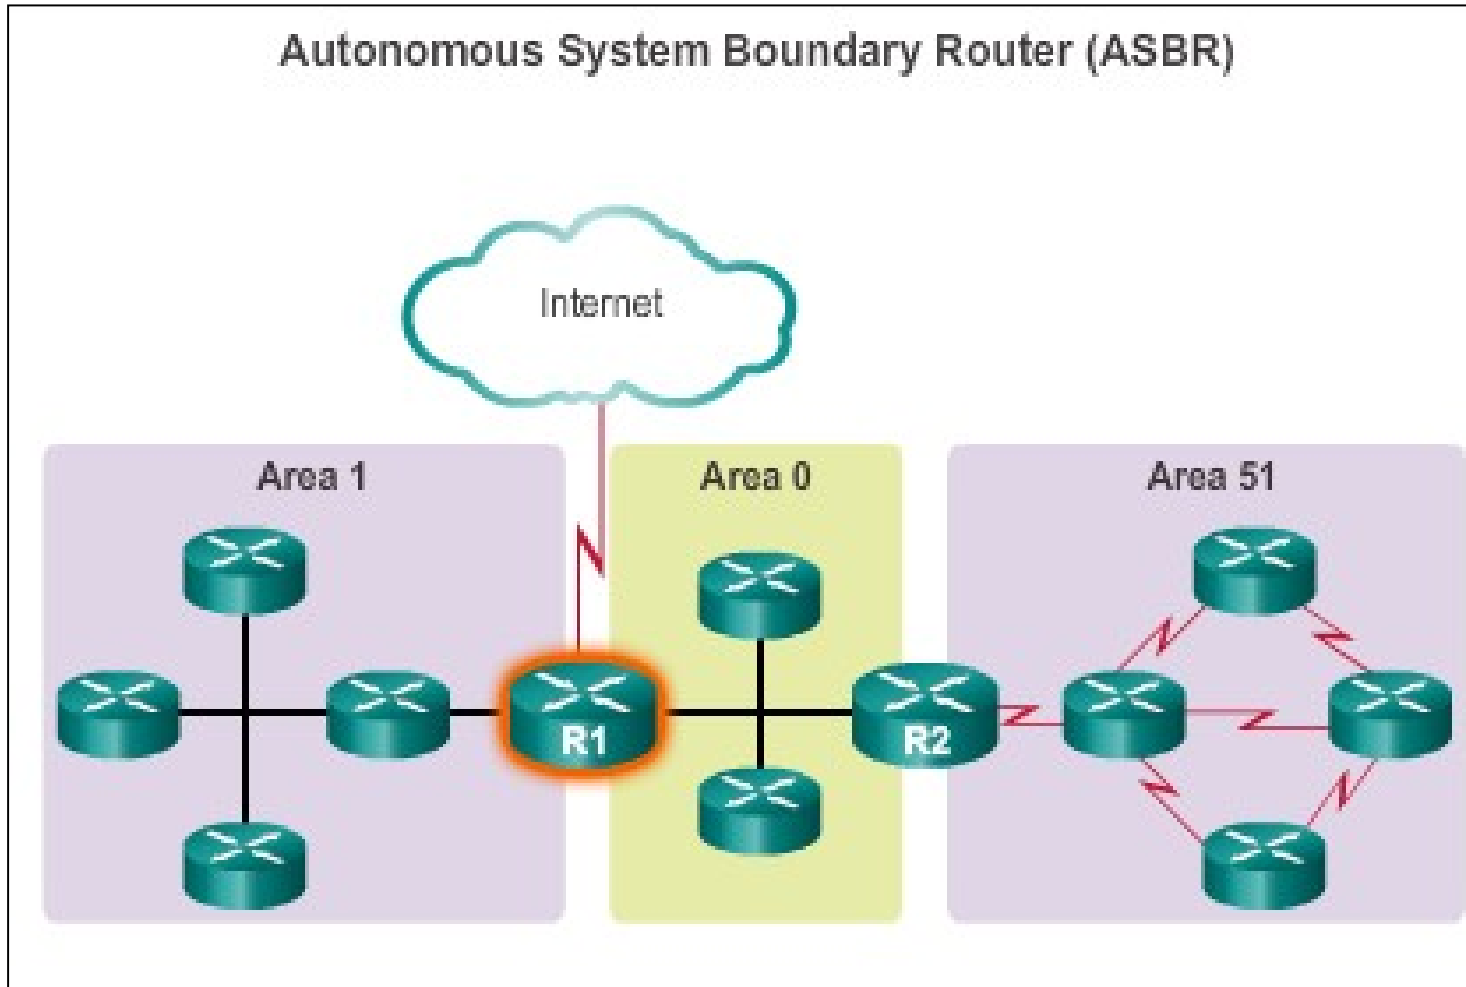 Autonomous System Boundary Router (ASBR)
Internet
Area 1
Area 0
Area 51
R1
R2